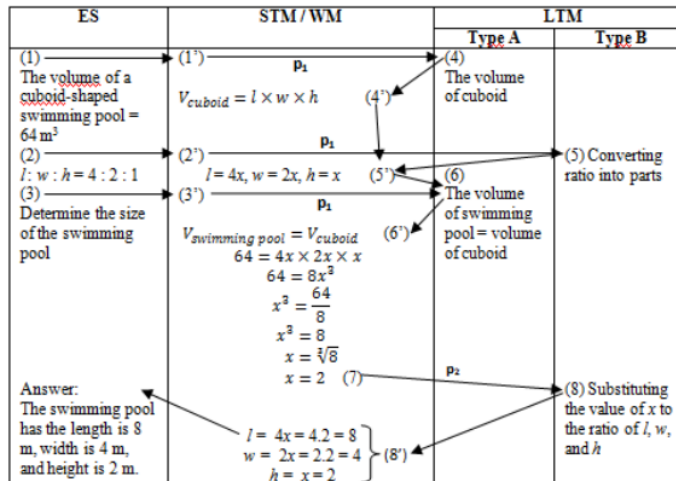 ES
STM / WM
LTM
Type A
Type B
(1)
The volume of a
cuboid-shaped
swimming pool =
64 m³
(2)
l: w : h = 4 : 2 : 1
(3)
Determine the size
of the swimming
pool
Answer:
The swimming pool
has the length is 8
m, width is 4 m,
and height is 2 m.
(1')
p₁
V_cuboid = l × w × h (4')
(2')
p₁
l = 4x, w = 2x, h = x (5')
(3')
p₁
V_swimming pool = V_cuboid (6')
64 = 4x × 2x × x
64 = 8x³
x³ = 64/8
x³ = 8
x = ∛8
x = 2 (7)
p₂
l = 4x = 4.2 = 8
w = 2x = 2.2 = 4
h = x = 2
(8')
(4)
The volume
of cuboid
(6)
The volume
of swimming
pool = volume
of cuboid
(5) Converting
ratio into parts
(8) Substituting
the value of x to
the ratio of l, w,
and h